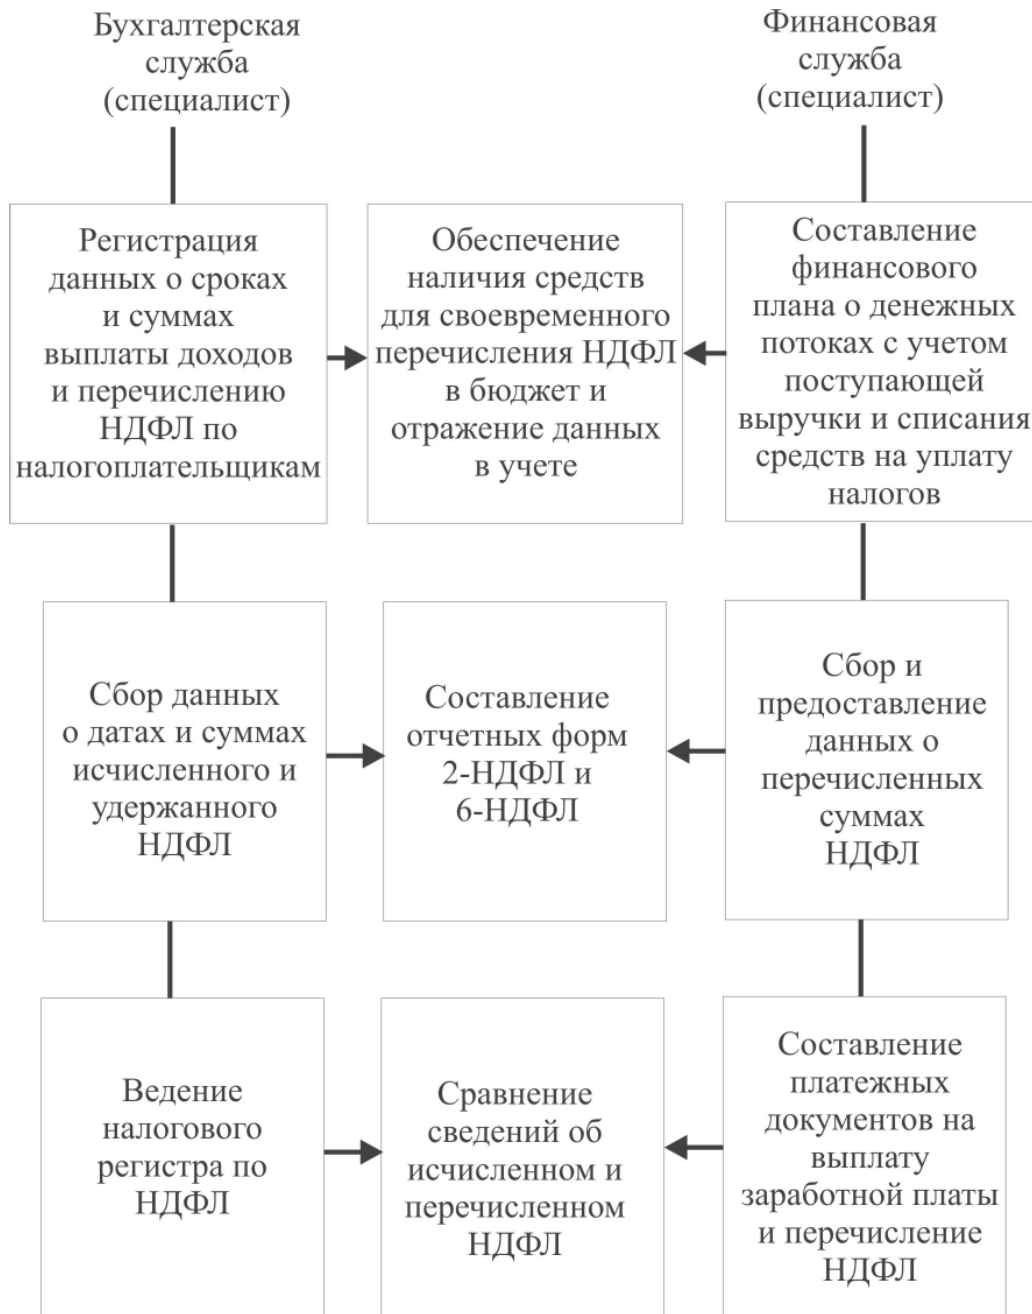 Бухгалтерская
служба
(специалист)
Финансовая
служба
(специалист)
Регистрация
данных о сроках
и суммах
выплаты доходов
и перечислению
НДФЛ по
налогоплательщикам
Обеспечение
наличия средств
для своевременного
перечисления НДФЛ
в бюджет и
отражение данных
в учете
Составление
финансового
плана о денежных
потоках с учетом
поступающей
выручки и списания
средств на уплату
налогов
Сбор данных
о датах и суммах
исчисленного и
удержанного
НДФЛ
Составление
отчетных форм
2-НДФЛ и
6-НДФЛ
Сбор и
предоставление
данных о
перечисленных
суммах
НДФЛ
Ведение
налогового
регистра по
НДФЛ
Сравнение
сведений об
исчисленном и
перечисленном
НДФЛ
Составление
платежных
документов на
выплату
заработной платы
и перечисление
НДФЛ